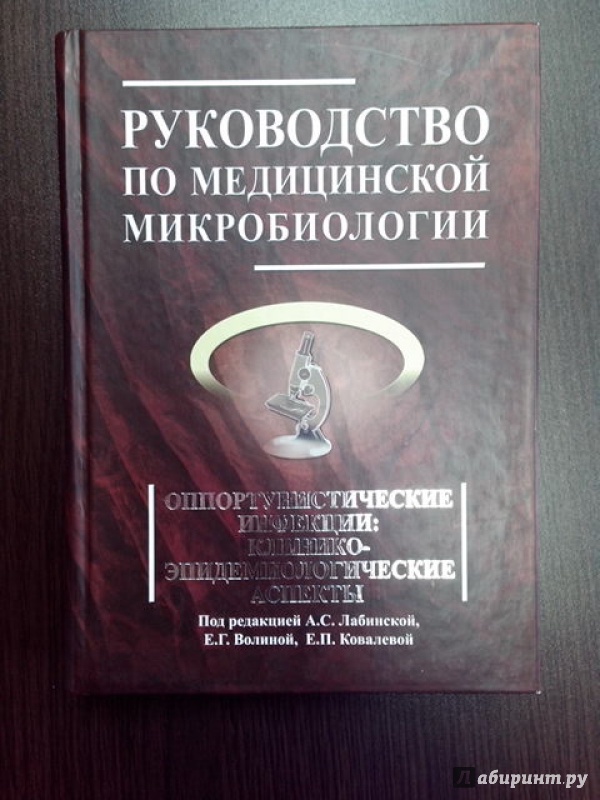 РУКОВОДСТВО
ПО МЕДИЦИНСКОЙ
МИКРОБИОЛОГИИ
ОППОРТУНИСТИЧЕСКИЕ
ИНФЕКЦИИ:
КЛИНИКО-
ЭПИДЕМИОЛОГИЧЕСКИЕ
АСПЕКТЫ
Под редакцией А.С. Лабинской,
Е.Г. Волиной, Е.П. Ковалевой
Лабиринт.ру